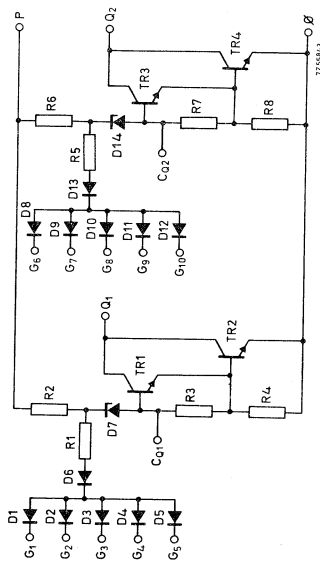 P
Q1
Q2
Ø
R2
R6
R1
R5
D1
D2
D3
D4
D5
D6
D7
G1
G2
G3
G4
G5
TR1
TR2
CQ1
R3
R4
D8
D9
D10
D11
D12
D13
D14
G6
G7
G8
G9
G10
TR3
TR4
CQ2
R7
R8